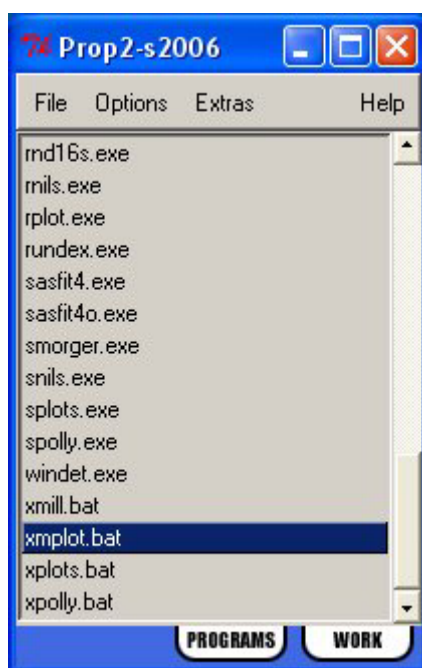 Prop2-s2006
File Options Extras Help
rnd16s.exe
rnils.exe
rplot.exe
rundex.exe
sasfit4.exe
sasfit4o.exe
smorger.exe
snils.exe
splots.exe
spolly.exe
windet.exe
xmill.bat
xmplot.bat
xplots.bat
xpolly.bat
PROGRAMS WORK